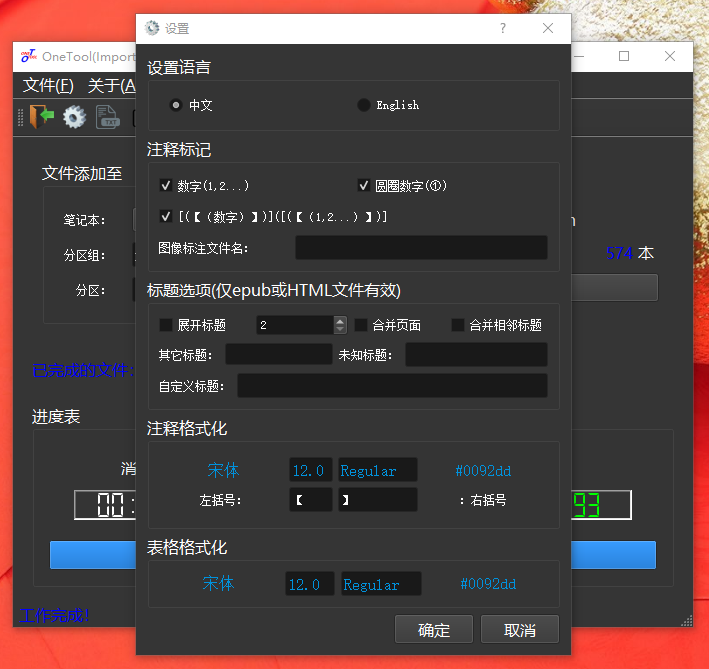 设置
?
OneTool(Import
文件(F) 关于(A
设置语言
中文 English
注释标记
数字(1,2...) 圆圈数字(①)
[(【(数字)】)]([(【(1,2...)】)]
图像标注文件名:
标题选项(仅epub或HTML文件有效)
展开标题 2 合并页面 合并相邻标题
其它标题: 未知标题:
自定义标题:
注释格式化
宋体 12.0 Regular #0092dd
左括号: 【 】 :右括号
表格格式化
宋体 12.0 Regular #0092dd
确定 取消
文件添加至
笔记本:
分区组:
574 本
分区:
已完成的文件:
进度表
消
00: 93
工作完成!